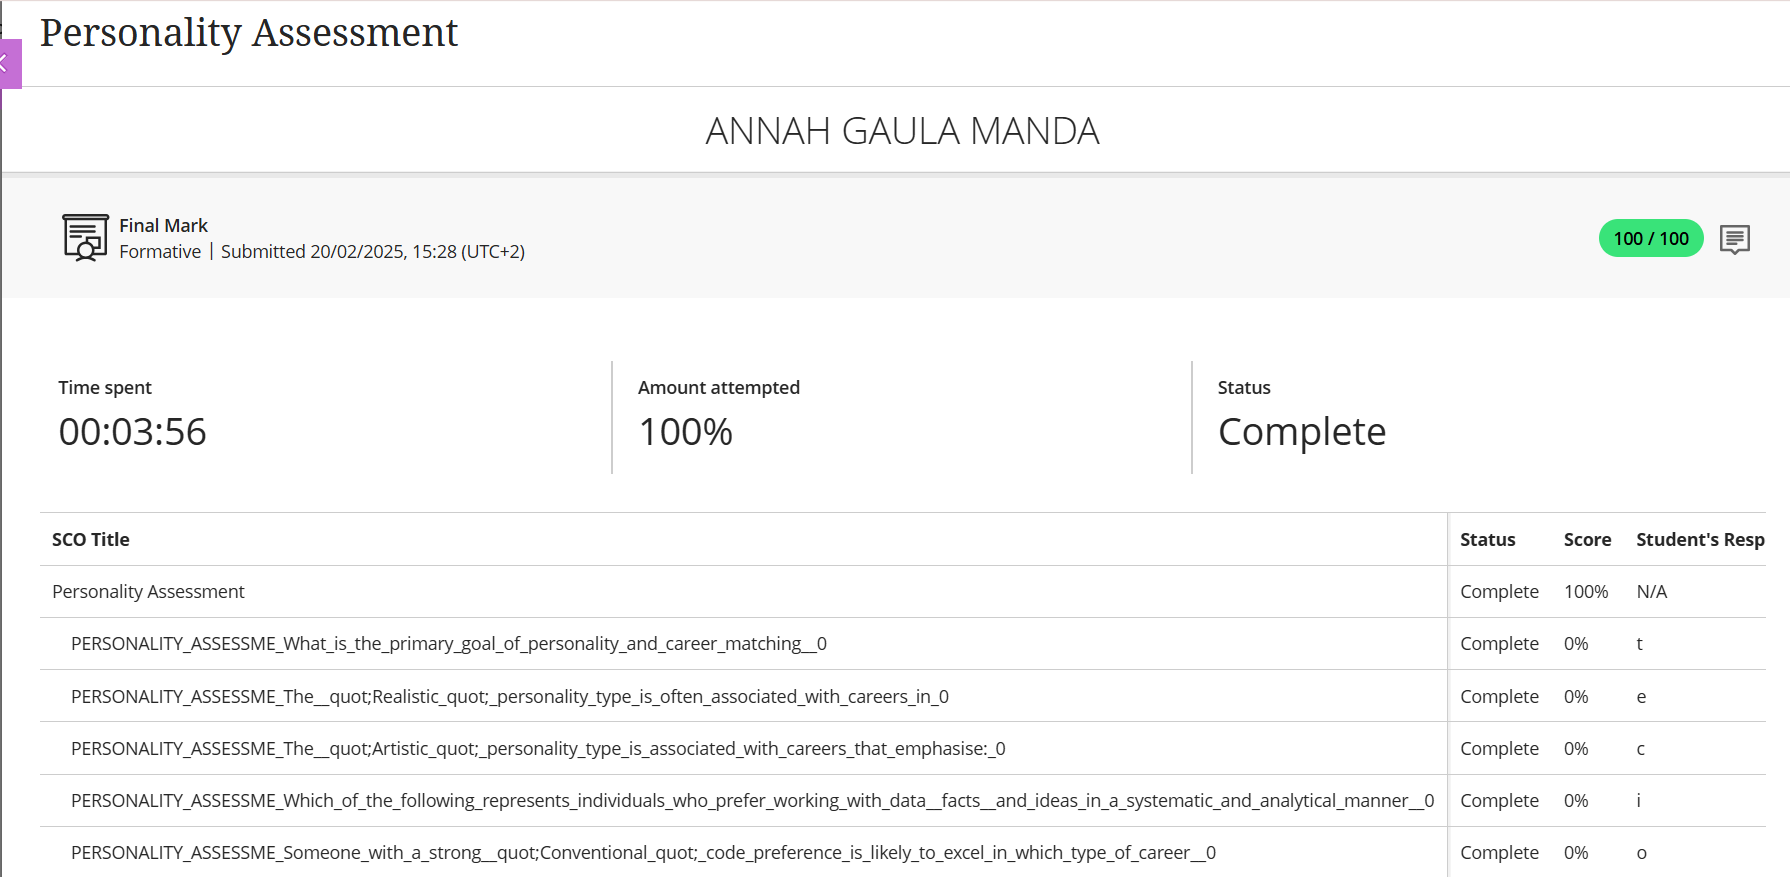 Personality Assessment
ANNAH GAULA MANDA
Final Mark
Formative | Submitted 20/02/2025, 15:28 (UTC+2)
100 / 100
Time spent
00:03:56
Amount attempted
100%
Status
Complete
SCO Title Status Score Student's Resp
Personality Assessment Complete 100% N/A
PERSONALITY_ASSESSME_What_is_the_primary_goal_of_personality_and_career_matching__0 Complete 0% t
PERSONALITY_ASSESSME_The__quot;Realistic_quot;_personality_type_is_often_associated_with_careers_in_0 Complete 0% e
PERSONALITY_ASSESSME_The__quot;Artistic_quot;_personality_type_is_associated_with_careers_that_emphasise:_0 Complete 0% c
PERSONALITY_ASSESSME_Which_of_the_following_represents_individuals_who_prefer_working_with_data__facts__and_ideas_in_a_systematic_and_analytical_manner__0 Complete 0% i
PERSONALITY_ASSESSME_Someone_with_a_strong__quot;Conventional_quot;_code_preference_is_likely_to_excel_in_which_type_of_career__0 Complete 0% o